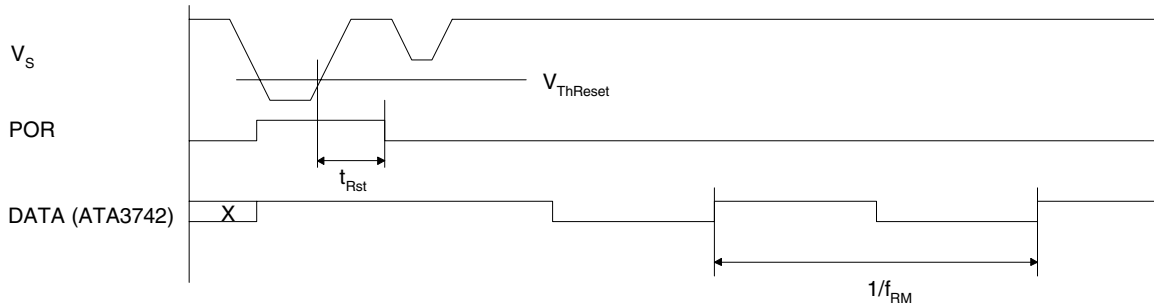 V_S
V_ThReset
POR
t_Rst
DATA (ATA3742)
X
1/f_RM